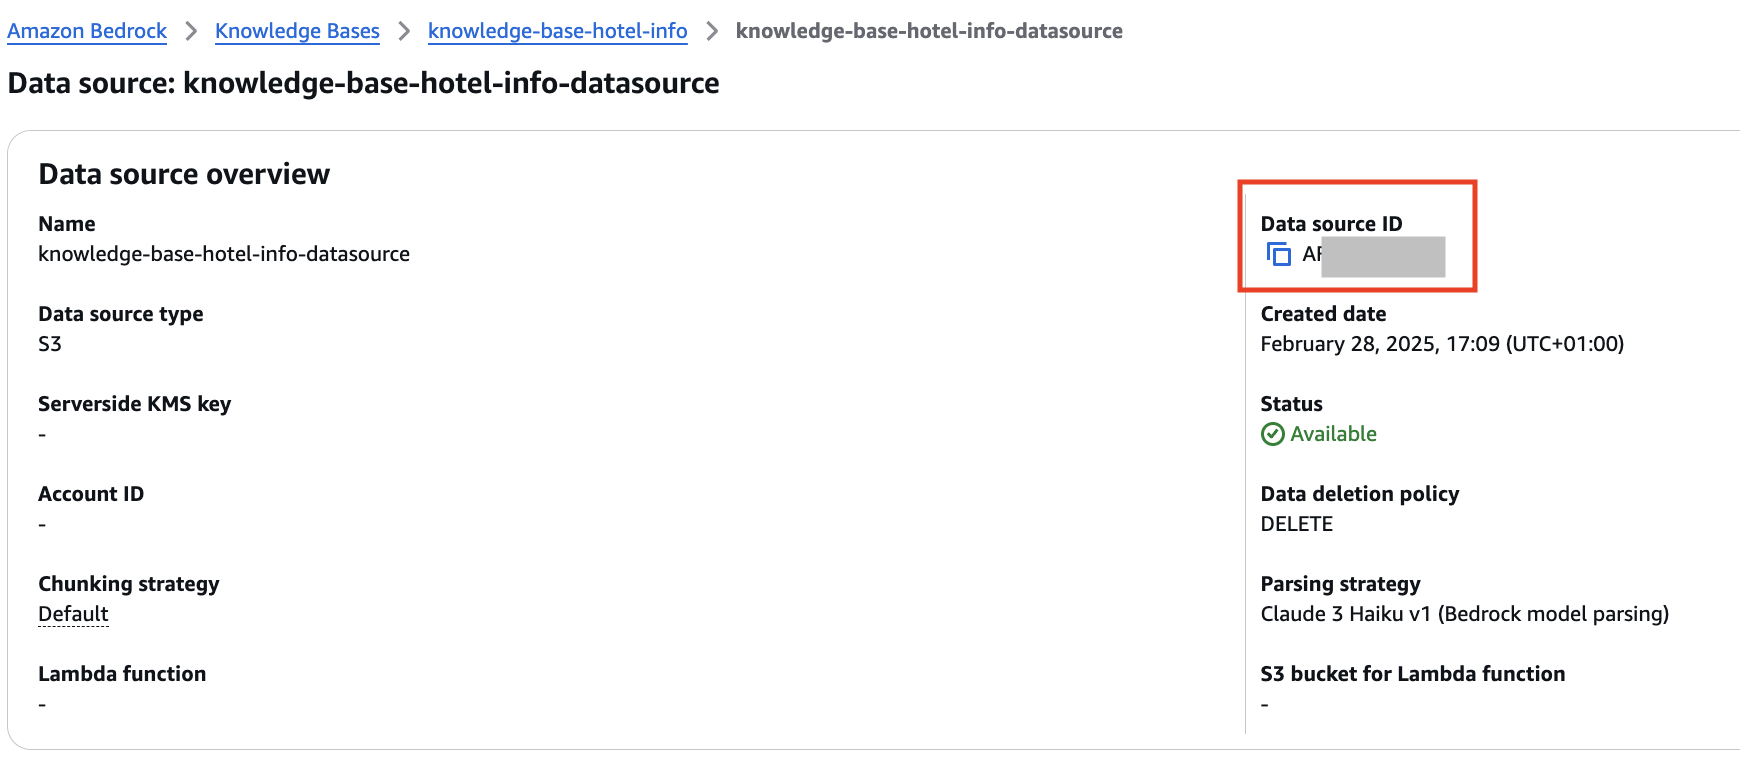 Amazon Bedrock > Knowledge Bases > knowledge-base-hotel-info > knowledge-base-hotel-info-datasource
Data source: knowledge-base-hotel-info-datasource
Data source overview
Name
knowledge-base-hotel-info-datasource
Data source type
S3
Serverside KMS key
-
Account ID
-
Chunking strategy
Default
Lambda function
-
Data source ID
Created date
February 28, 2025, 17:09 (UTC+01:00)
Status
Available
Data deletion policy
DELETE
Parsing strategy
Claude 3 Haiku v1 (Bedrock model parsing)
S3 bucket for Lambda function
-